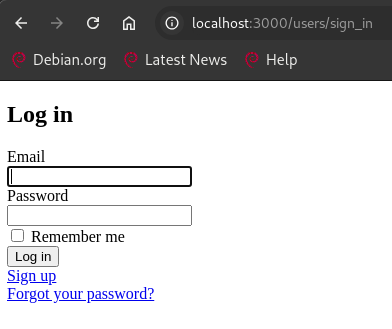 localhost:3000/users/sign_in
Debian.org Latest News Help
Log in
Email
Password
Remember me
Log in
Sign up
Forgot your password?